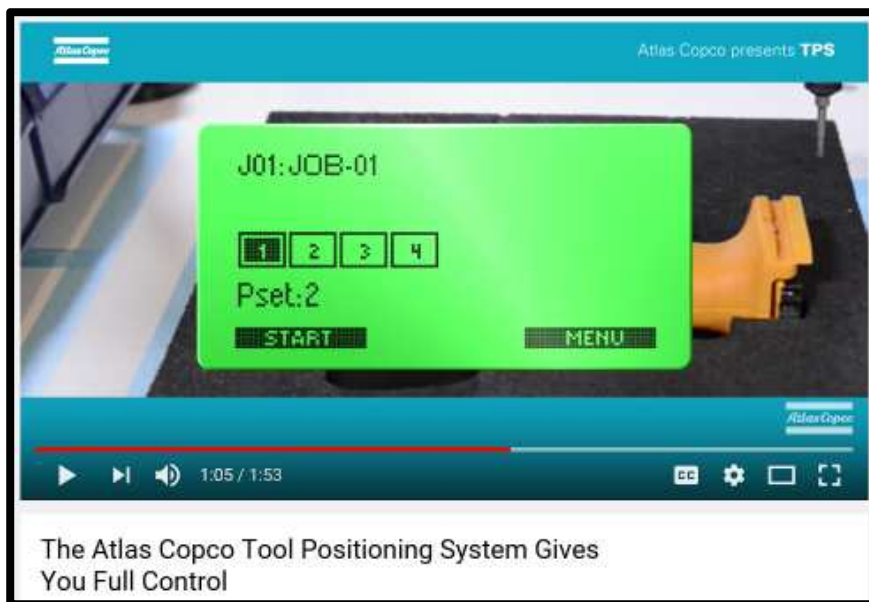 Atlas Copco
Atlas Copco presents TPS
J01:JOB-01
1 2 3 4
Pset:2
START MENU
Atlas Copco
1:05 / 1:53
CC
The Atlas Copco Tool Positioning System Gives
You Full Control